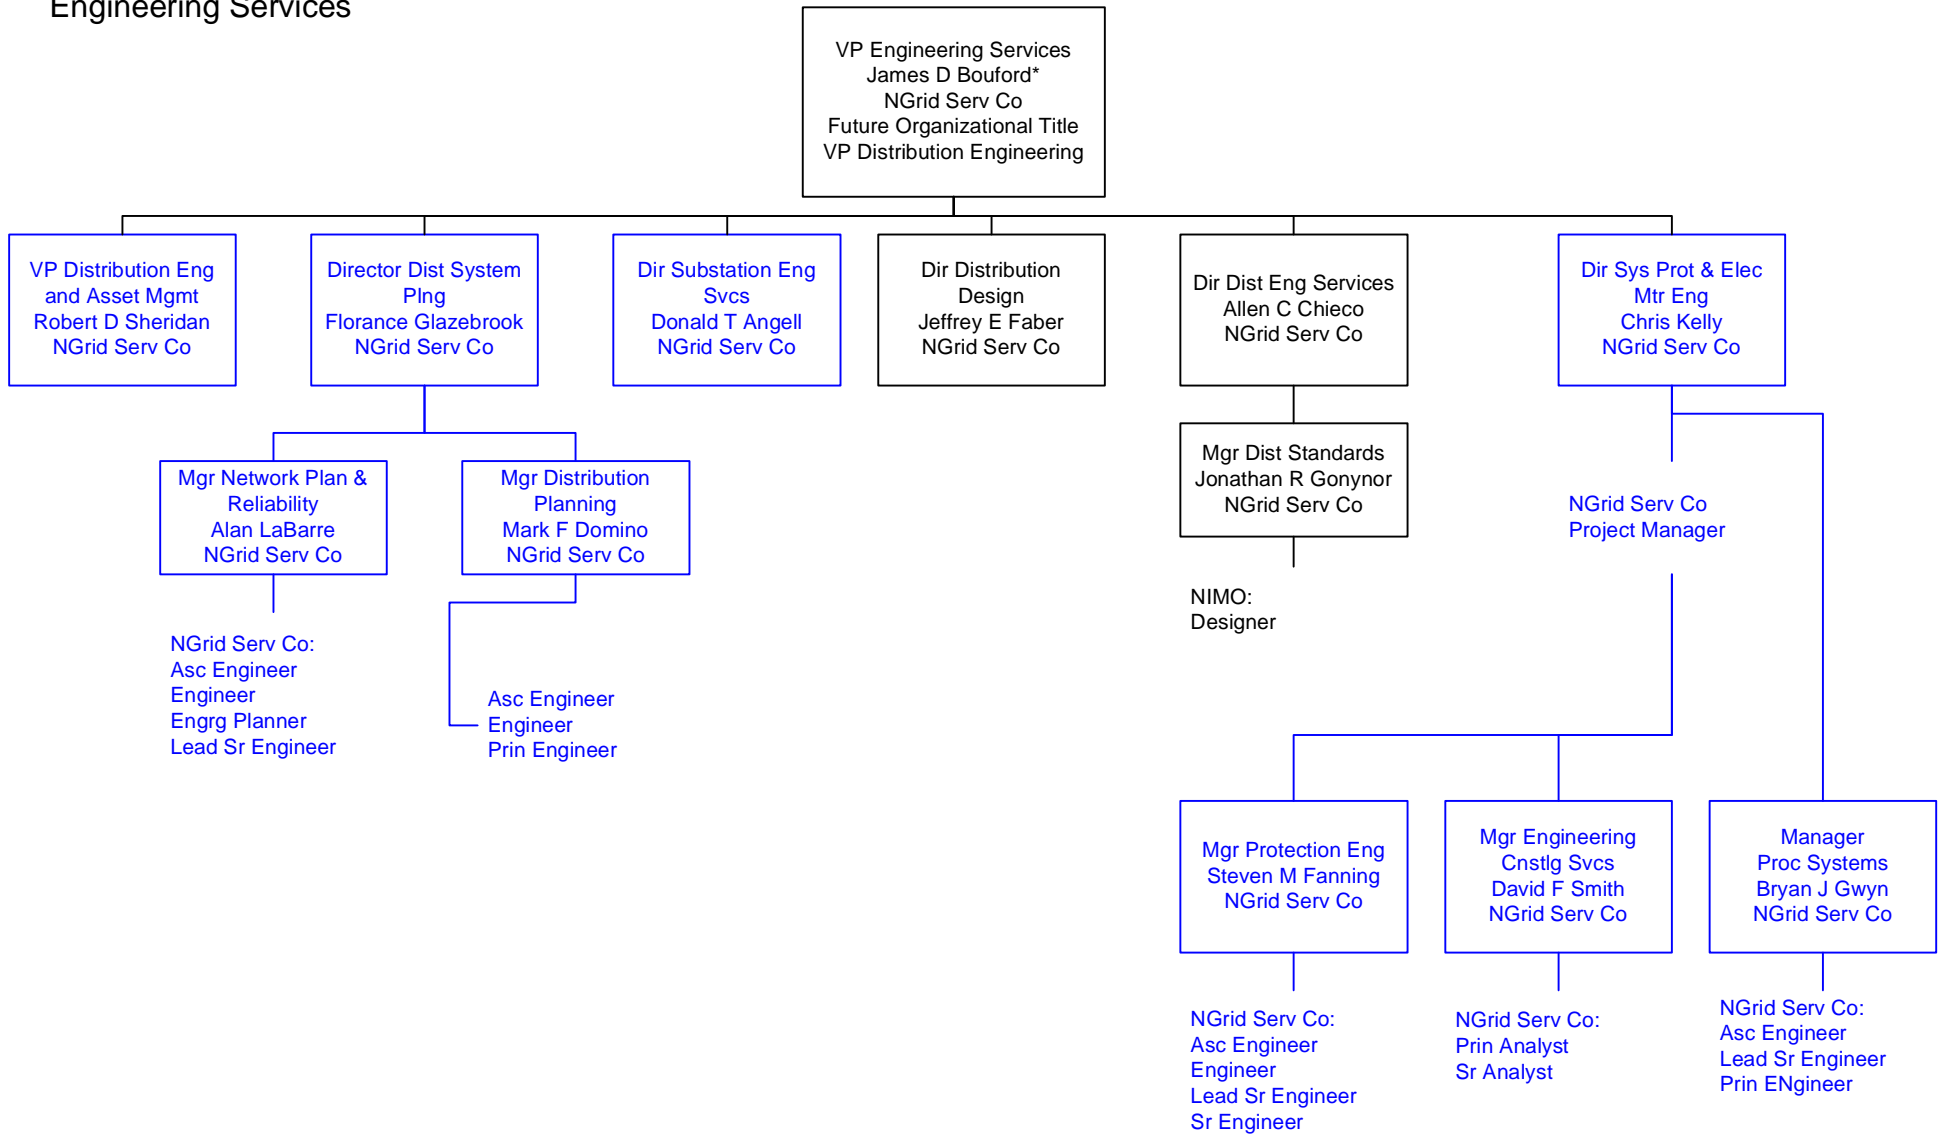 Engineering Services
VP Engineering Services
James D Bouford*
NGrid Serv Co
Future Organizational Title
VP Distribution Engineering
VP Distribution Eng
and Asset Mgmt
Robert D Sheridan
NGrid Serv Co
Director Dist System
Plng
Florance Glazebrook
NGrid Serv Co
Dir Substation Eng
Svcs
Donald T Angell
NGrid Serv Co
Dir Distribution
Design
Jeffrey E Faber
NGrid Serv Co
Dir Dist Eng Services
Allen C Chieco
NGrid Serv Co
Dir Sys Prot & Elec
Mtr Eng
Chris Kelly
NGrid Serv Co
Mgr Network Plan &
Reliability
Alan LaBarre
NGrid Serv Co
Mgr Distribution
Planning
Mark F Domino
NGrid Serv Co
Mgr Dist Standards
Jonathan R Gonynor
NGrid Serv Co
NGrid Serv Co
Project Manager
NIMO:
Designer
NGrid Serv Co:
Asc Engineer
Engineer
Engrg Planner
Lead Sr Engineer
Asc Engineer
Engineer
Prin Engineer
Mgr Protection Eng
Steven M Fanning
NGrid Serv Co
Mgr Engineering
Cnstlg Svcs
David F Smith
NGrid Serv Co
Manager
Proc Systems
Bryan J Gwyn
NGrid Serv Co
NGrid Serv Co:
Asc Engineer
Engineer
Lead Sr Engineer
Sr Engineer
NGrid Serv Co:
Prin Analyst
Sr Analyst
NGrid Serv Co:
Asc Engineer
Lead Sr Engineer
Prin ENgineer